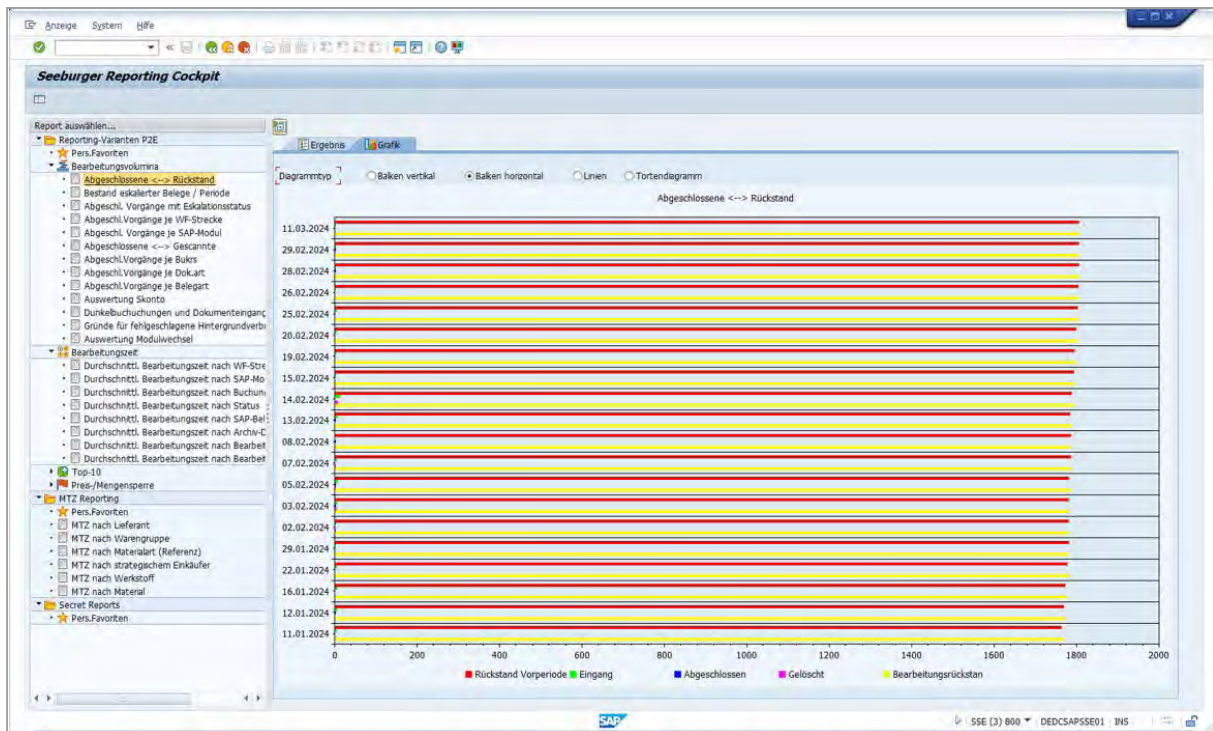 Anzeige System Hilfe
Seeburger Reporting Cockpit
Report auswählen...
Reporting-Varianten P2E
Pers.Favoriten
Bearbeitungsvolumina
Abgeschlossene <--> Rückstand
Bestand eskalierter Belege / Periode
Abgeschl. Vorgänge mit Eskalationsstatus
Abgeschl.Vorgänge je WF-Strecke
Abgeschl. Vorgänge je SAP-Modul
Abgeschlossene <--> Gescannte
Abgeschl.Vorgänge je Bukrs
Abgeschl.Vorgänge je Dok.art
Abgeschl.Vorgänge je Belegart
Auswertung Skonto
Dunkelbuchuchungen und Dokumenteingang
Gründe für fehlgeschlagene Hintergrundverb
Auswertung Modulwechsel
Bearbeitungszeit
Durchschnittl. Bearbeitungszeit nach WF-Stre
Durchschnittl. Bearbeitungszeit nach SAP-Mo
Durchschnittl. Bearbeitungszeit nach Buchun
Durchschnittl. Bearbeitungszeit nach Status
Durchschnittl. Bearbeitungszeit nach SAP-Bel
Durchschnittl. Bearbeitungszeit nach Archiv-D
Durchschnittl. Bearbeitungszeit nach Bearbeit
Durchschnittl. Bearbeitungszeit nach Bearbeit
Top-10
Preis-/Mengensperre
MTZ Reporting
Pers.Favoriten
MTZ nach Lieferant
MTZ nach Warengruppe
MTZ nach Materialart (Referenz)
MTZ nach strategischem Einkäufer
MTZ nach Werkstoff
MTZ nach Material
Secret Reports
Pers.Favoriten
Ergebnis Grafik
Diagrammtyp Balken vertikal Balken horizontal Linien Tortendiagramm
Abgeschlossene <--> Rückstand
11.03.2024
29.02.2024
28.02.2024
26.02.2024
25.02.2024
20.02.2024
19.02.2024
15.02.2024
14.02.2024
13.02.2024
08.02.2024
07.02.2024
05.02.2024
03.02.2024
02.02.2024
29.01.2024
22.01.2024
16.01.2024
12.01.2024
11.01.2024
0 200 400 600 800 1000 1200 1400 1600 1800 2000
Rückstand Vorperiode Eingang Abgeschlossen Gelöscht Bearbeitungsrückstan
SAP SSE (3) 800 DEDCSAPSSE01 INS